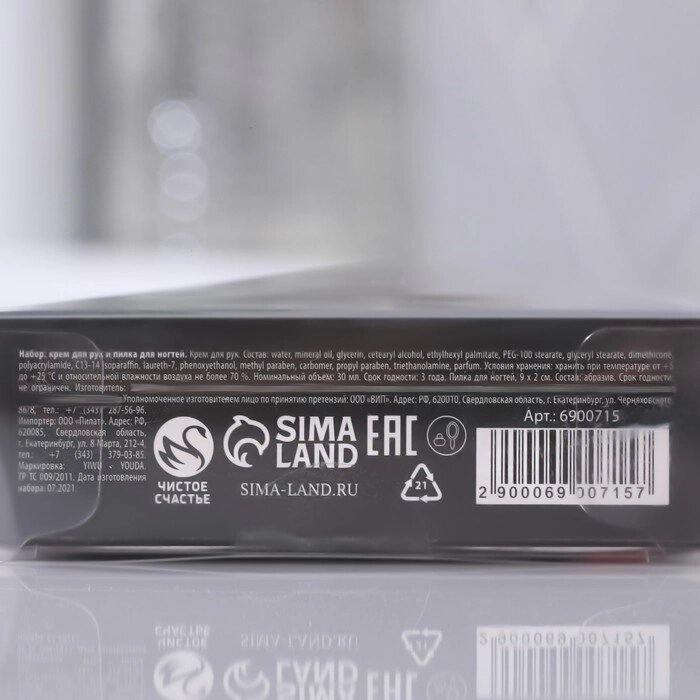 Набор: крем для рук и пилка для ногтей. Крем для рук. Состав: water, mineral oil, glycerin, cetearyl alcohol, ethylhexyl palmitate, PEG-100 stearate, glyceryl stearate, dimethicone,
polyacrylamide, C13-14 isoparaffin, laureth-7, phenoxyethanol, methyl paraben, carbomer, propyl paraben, triethanolamine, parfum. Условия хранения: хранить при температуре от +5
до +25 °C и относительной влажности воздуха не более 70 %. Номинальный объем: 30 мл. Срок годности: 3 года. Пилка для ногтей, 9 x 2 см. Состав: абразив. Срок годности
не ограничен. Изготовитель:
Уполномоченное изготовителем лицо по принятию претензий: ООО «ВИП». Адрес: РФ, 620010, Свердловская область, г. Екатеринбург, ул. Черняховского
86/8, тел.: +7 (343) 287-56-96.
Импортер: ООО «Пилат». Адрес: РФ,
620085, Свердловская область,
г. Екатеринбург, ул. 8 Марта, 212-4
тел.: +7 (343) 379-03-85.
Маркировка: YIWU - YOUDA.
ТР ТС 009/2011. Дата изготовления
набора: 07.2021.
ЧИСТОЕ
СЧАСТЬЕ
SIMA
LAND
SIMA-LAND.RU
EAC
21
Арт.: 6900715
2 900069 007157